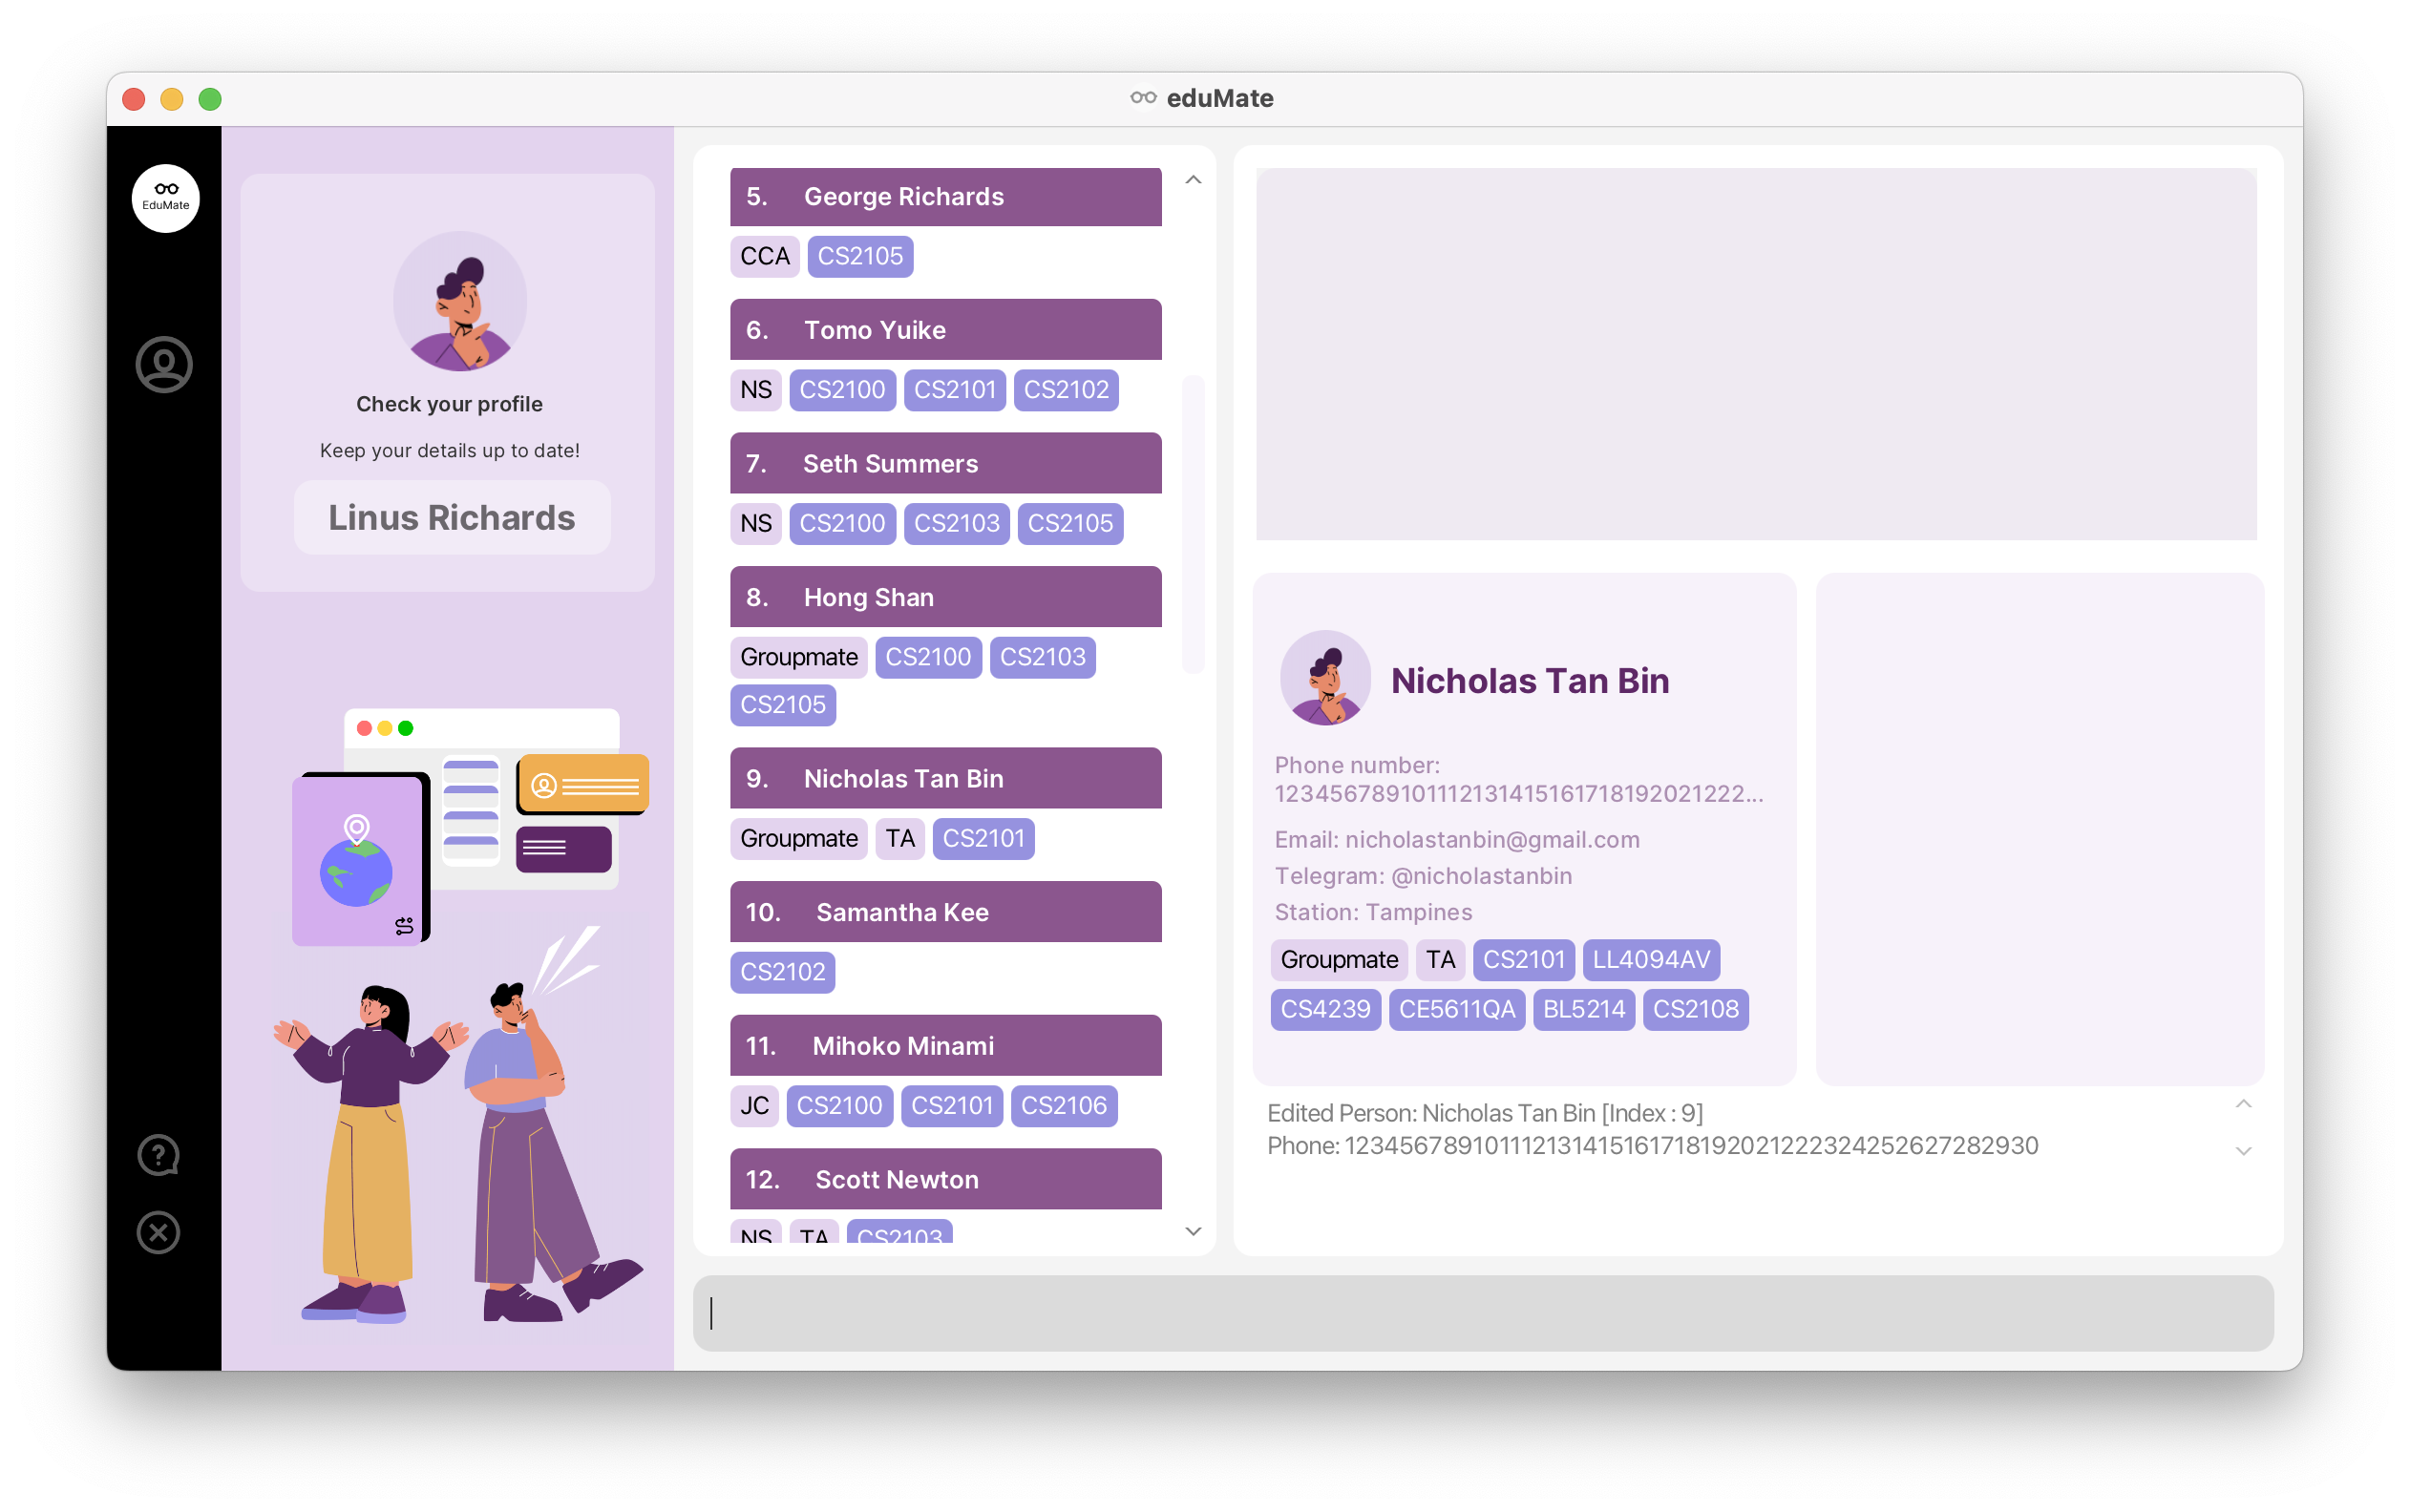 eduMate
EduMate
Check your profile
Keep your details up to date!
Linus Richards
5. George Richards
CCA CS2105
6. Tomo Yuike
NS CS2100 CS2101 CS2102
7. Seth Summers
NS CS2100 CS2103 CS2105
8. Hong Shan
Groupmate CS2100 CS2103
CS2105
9. Nicholas Tan Bin
Groupmate TA CS2101
10. Samantha Kee
CS2102
11. Mihoko Minami
JC CS2100 CS2101 CS2106
12. Scott Newton
NS TA CS2103
Nicholas Tan Bin
Phone number:
123456789101112131415161718192021222...
Email: nicholastanbin@gmail.com
Telegram: @nicholastanbin
Station: Tampines
Groupmate TA CS2101 LL4094AV
CS4239 CE5611QA BL5214 CS2108
Edited Person: Nicholas Tan Bin [Index : 9]
Phone: 123456789101112131415161718192021222324252627282930